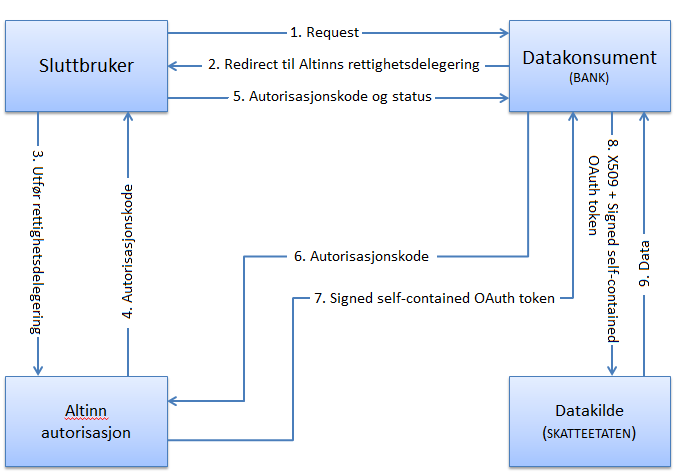 Sluttbruker
1. Request
2. Redirect til Altinns rettighetsdelegering
5. Autorisasjonskode og status
Datakonsument
(BANK)
3. Utfør rettighetsdelegering
4. Autorisasjonskode
6. Autorisasjonskode
7. Signed self-contained OAuth token
8. X509 + Signed self-contained
OAuth token
9. Data
Altinn
autorisasjon
Datakilde
(SKATTEETATEN)